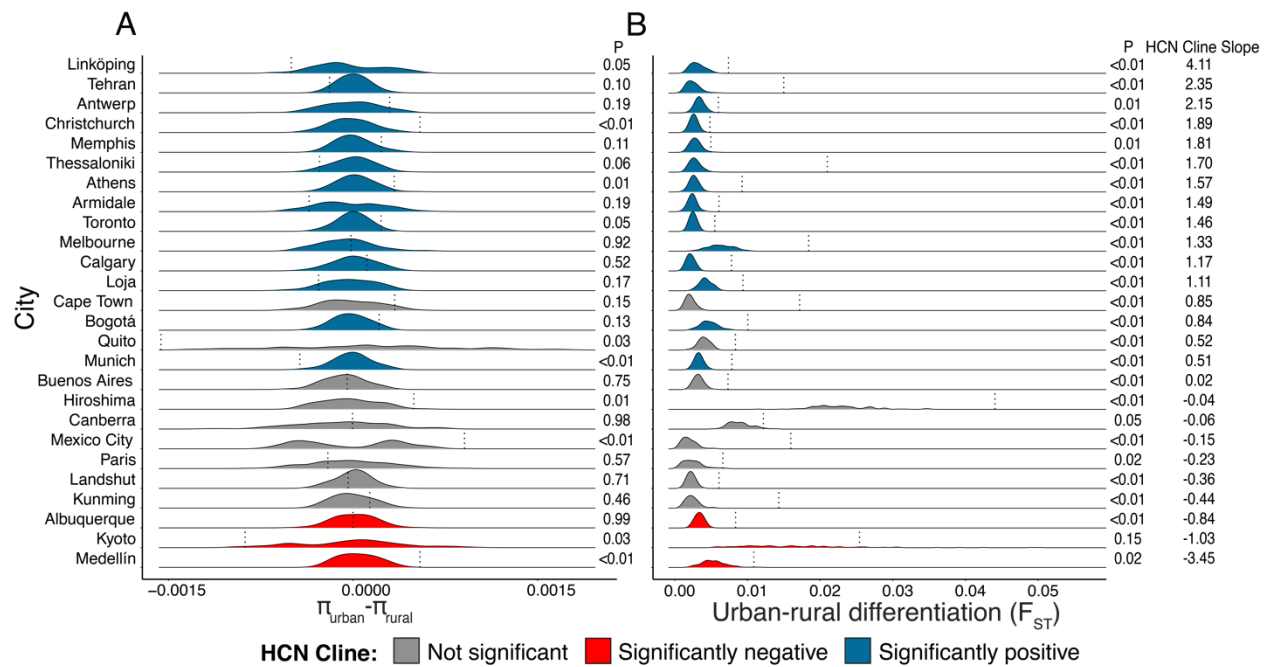 A B
P P HCN Cline Slope
Linköping 0.05 <0.01 4.11
Tehran 0.10 <0.01 2.35
Antwerp 0.19 0.01 2.15
Christchurch <0.01 <0.01 1.89
Memphis 0.11 0.01 1.81
Thessaloniki 0.06 <0.01 1.70
Athens 0.01 <0.01 1.57
Armidale 0.19 <0.01 1.49
Toronto 0.05 <0.01 1.46
Melbourne 0.92 <0.01 1.33
Calgary 0.52 <0.01 1.17
Loja 0.17 <0.01 1.11
Cape Town 0.15 <0.01 0.85
Bogotá 0.13 <0.01 0.84
Quito 0.03 <0.01 0.52
Munich <0.01 <0.01 0.51
Buenos Aires 0.75 <0.01 0.02
Hiroshima 0.01 <0.01 -0.04
Canberra 0.98 0.05 -0.06
Mexico City <0.01 <0.01 -0.15
Paris 0.57 0.02 -0.23
Landshut 0.71 <0.01 -0.36
Kunming 0.46 <0.01 -0.44
Albuquerque 0.99 <0.01 -0.84
Kyoto 0.03 0.15 -1.03
Medellín <0.01 0.02 -3.45
City
−0.0015 0.0000 0.0015 0.00 0.01 0.02 0.03 0.04 0.05
πurban-πrural Urban-rural differentiation (FST)
HCN Cline: Not significant Significantly negative Significantly positive